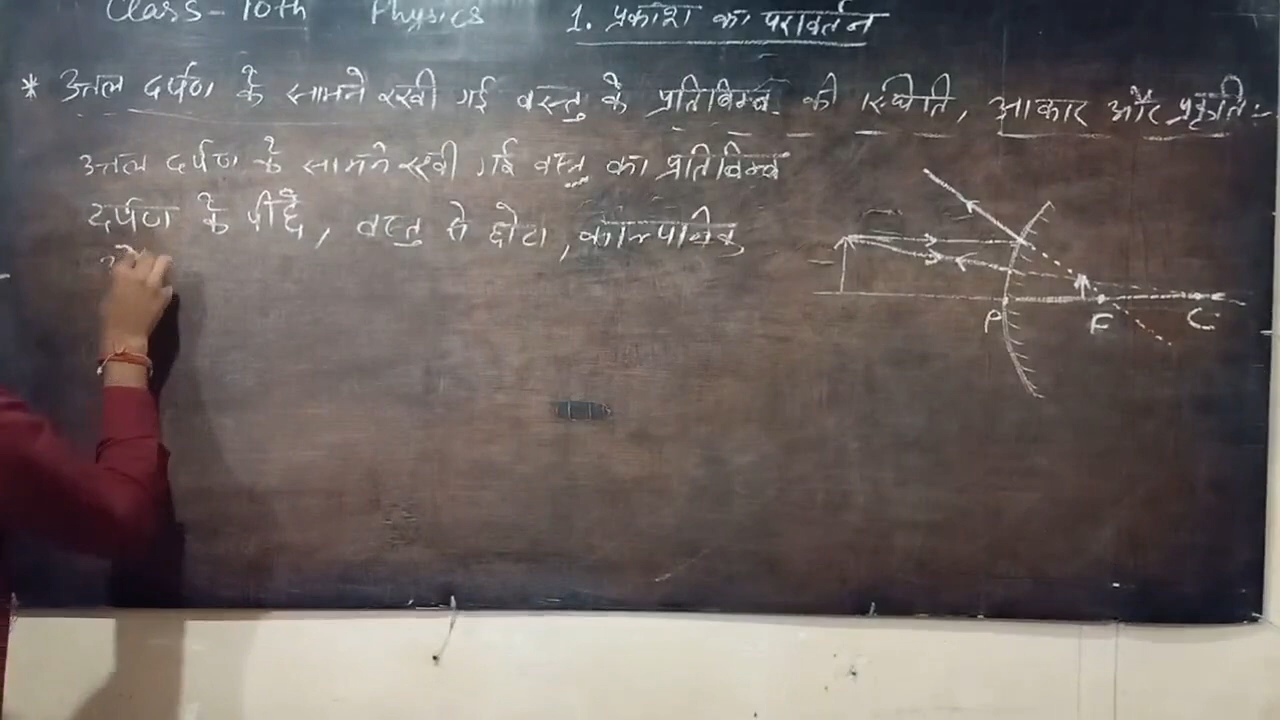 Class-10th Physics 1. प्रकाश का परावर्तन
* उत्तल दर्पण के सामने रखी गई वस्तु के प्रतिबिम्ब की स्थिति, आकार और प्रकृति:-
उत्तल दर्पण के सामने रखी गई वस्तु का प्रतिबिम्ब
दर्पण के पीछे, वस्तु से छोटा, काल्पनिक
P F C